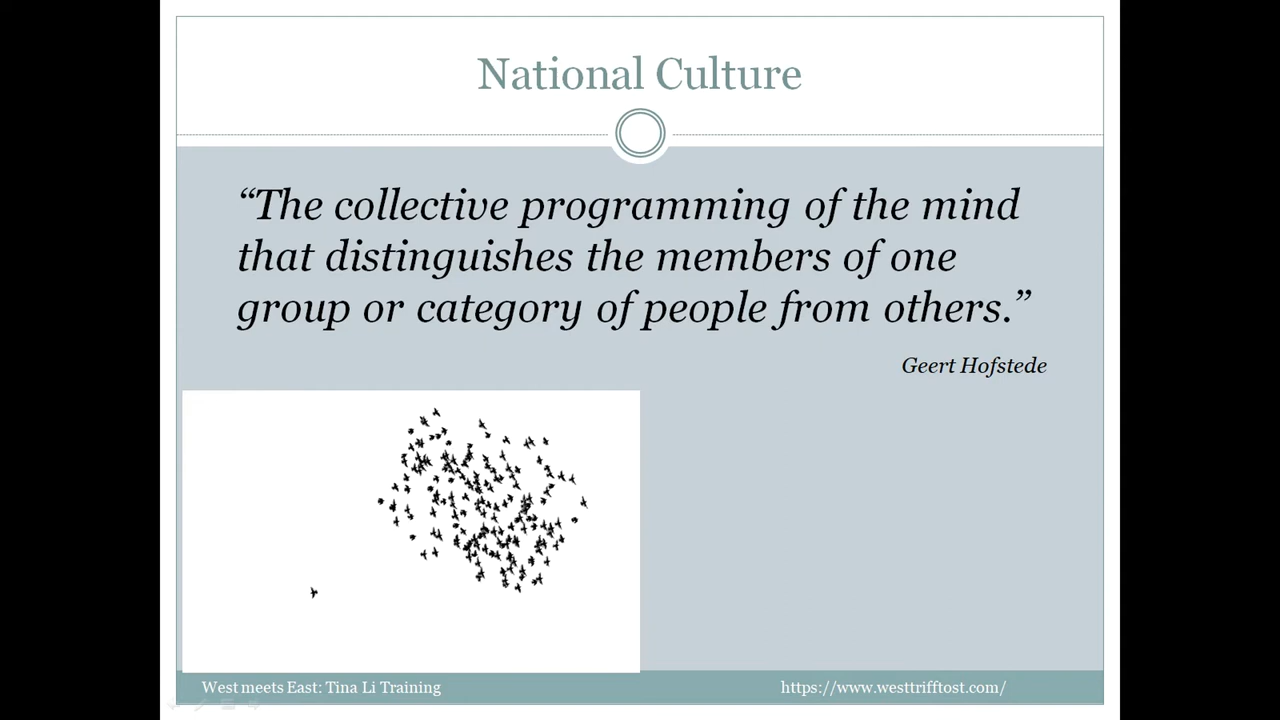 National Culture
“The collective programming of the mind
that distinguishes the members of one
group or category of people from others.”
Geert Hofstede
West meets East: Tina Li Training
https://www.westtrifftost.com/